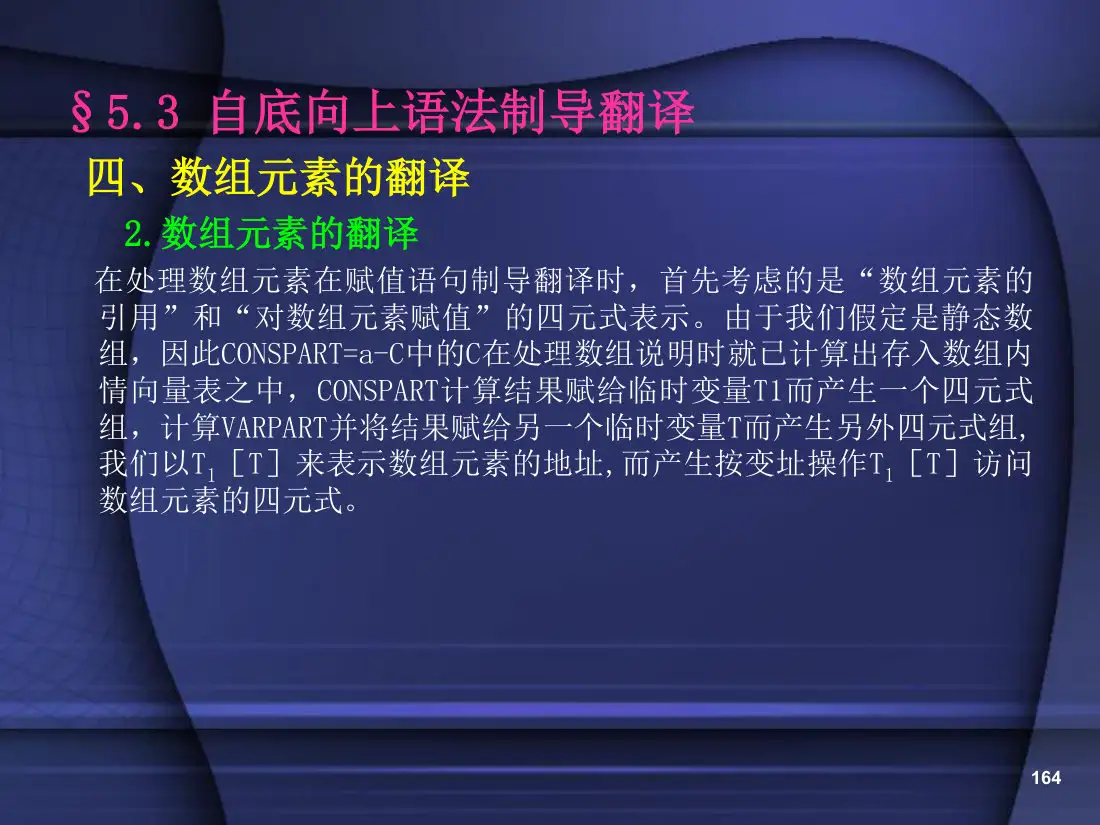 §5.3 自底向上语法制导翻译
四、数组元素的翻译
2.数组元素的翻译
在处理数组元素在赋值语句制导翻译时，首先考虑的是“数组元素的
引用”和“对数组元素赋值”的四元式表示。由于我们假定是静态数
组，因此CONSPART=a-C中的C在处理数组说明时就已计算出存入数组内
情向量表之中，CONSPART计算结果赋给临时变量T1而产生一个四元式
组，计算VARPART并将结果赋给另一个临时变量T而产生另外四元式组,
我们以T₁［T］来表示数组元素的地址,而产生按变址操作T₁［T］访问
数组元素的四元式。
164